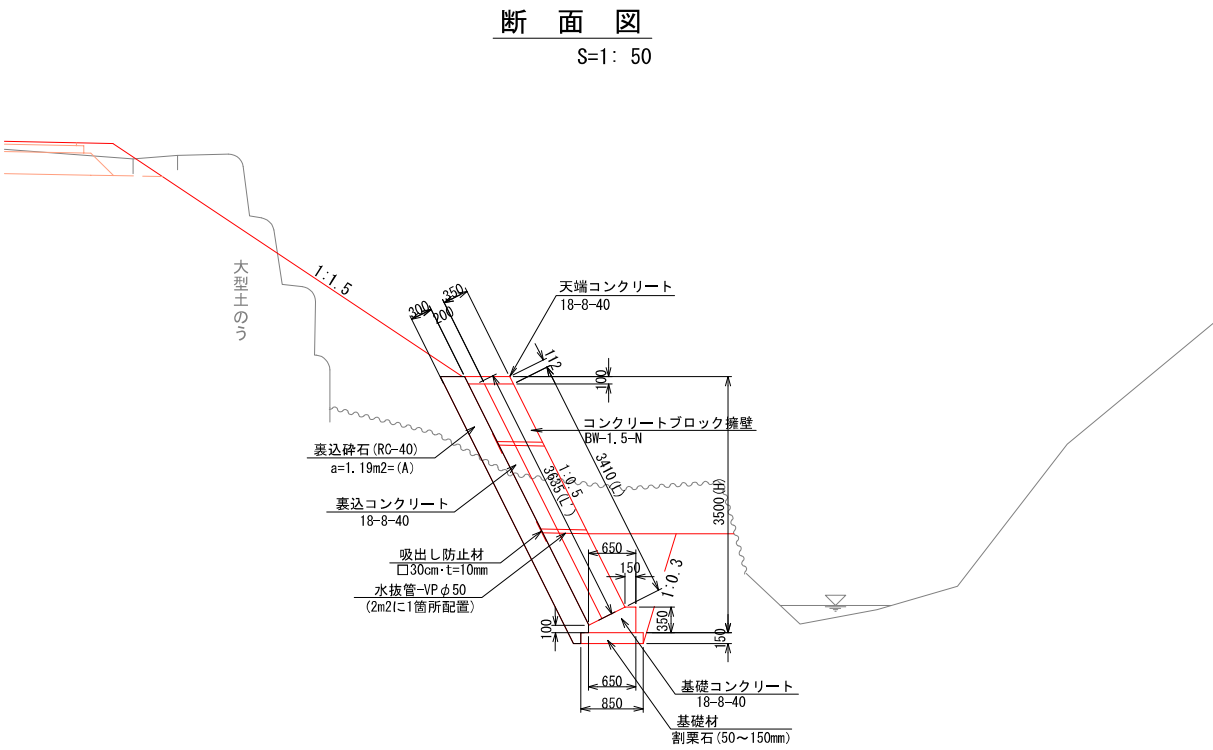 断面図
S=1: 50
大型土のう
1:1.5
300
200
350
天端コンクリート
18-8-40
112
100
コンクリートブロック擁壁
BW-1.5-N
裏込砕石(RC-40)
a=1.19m2=(A)
裏込コンクリート
18-8-40
1:0.5
3635(L')
3410(L)
3500(H)
吸出し防止材
□30cm·t=10mm
水抜管-VPφ50
(2m2に1箇所配置)
650
150
1:0.3
350
100
150
650
850
基礎コンクリート
18-8-40
基礎材
割栗石(50～150mm)